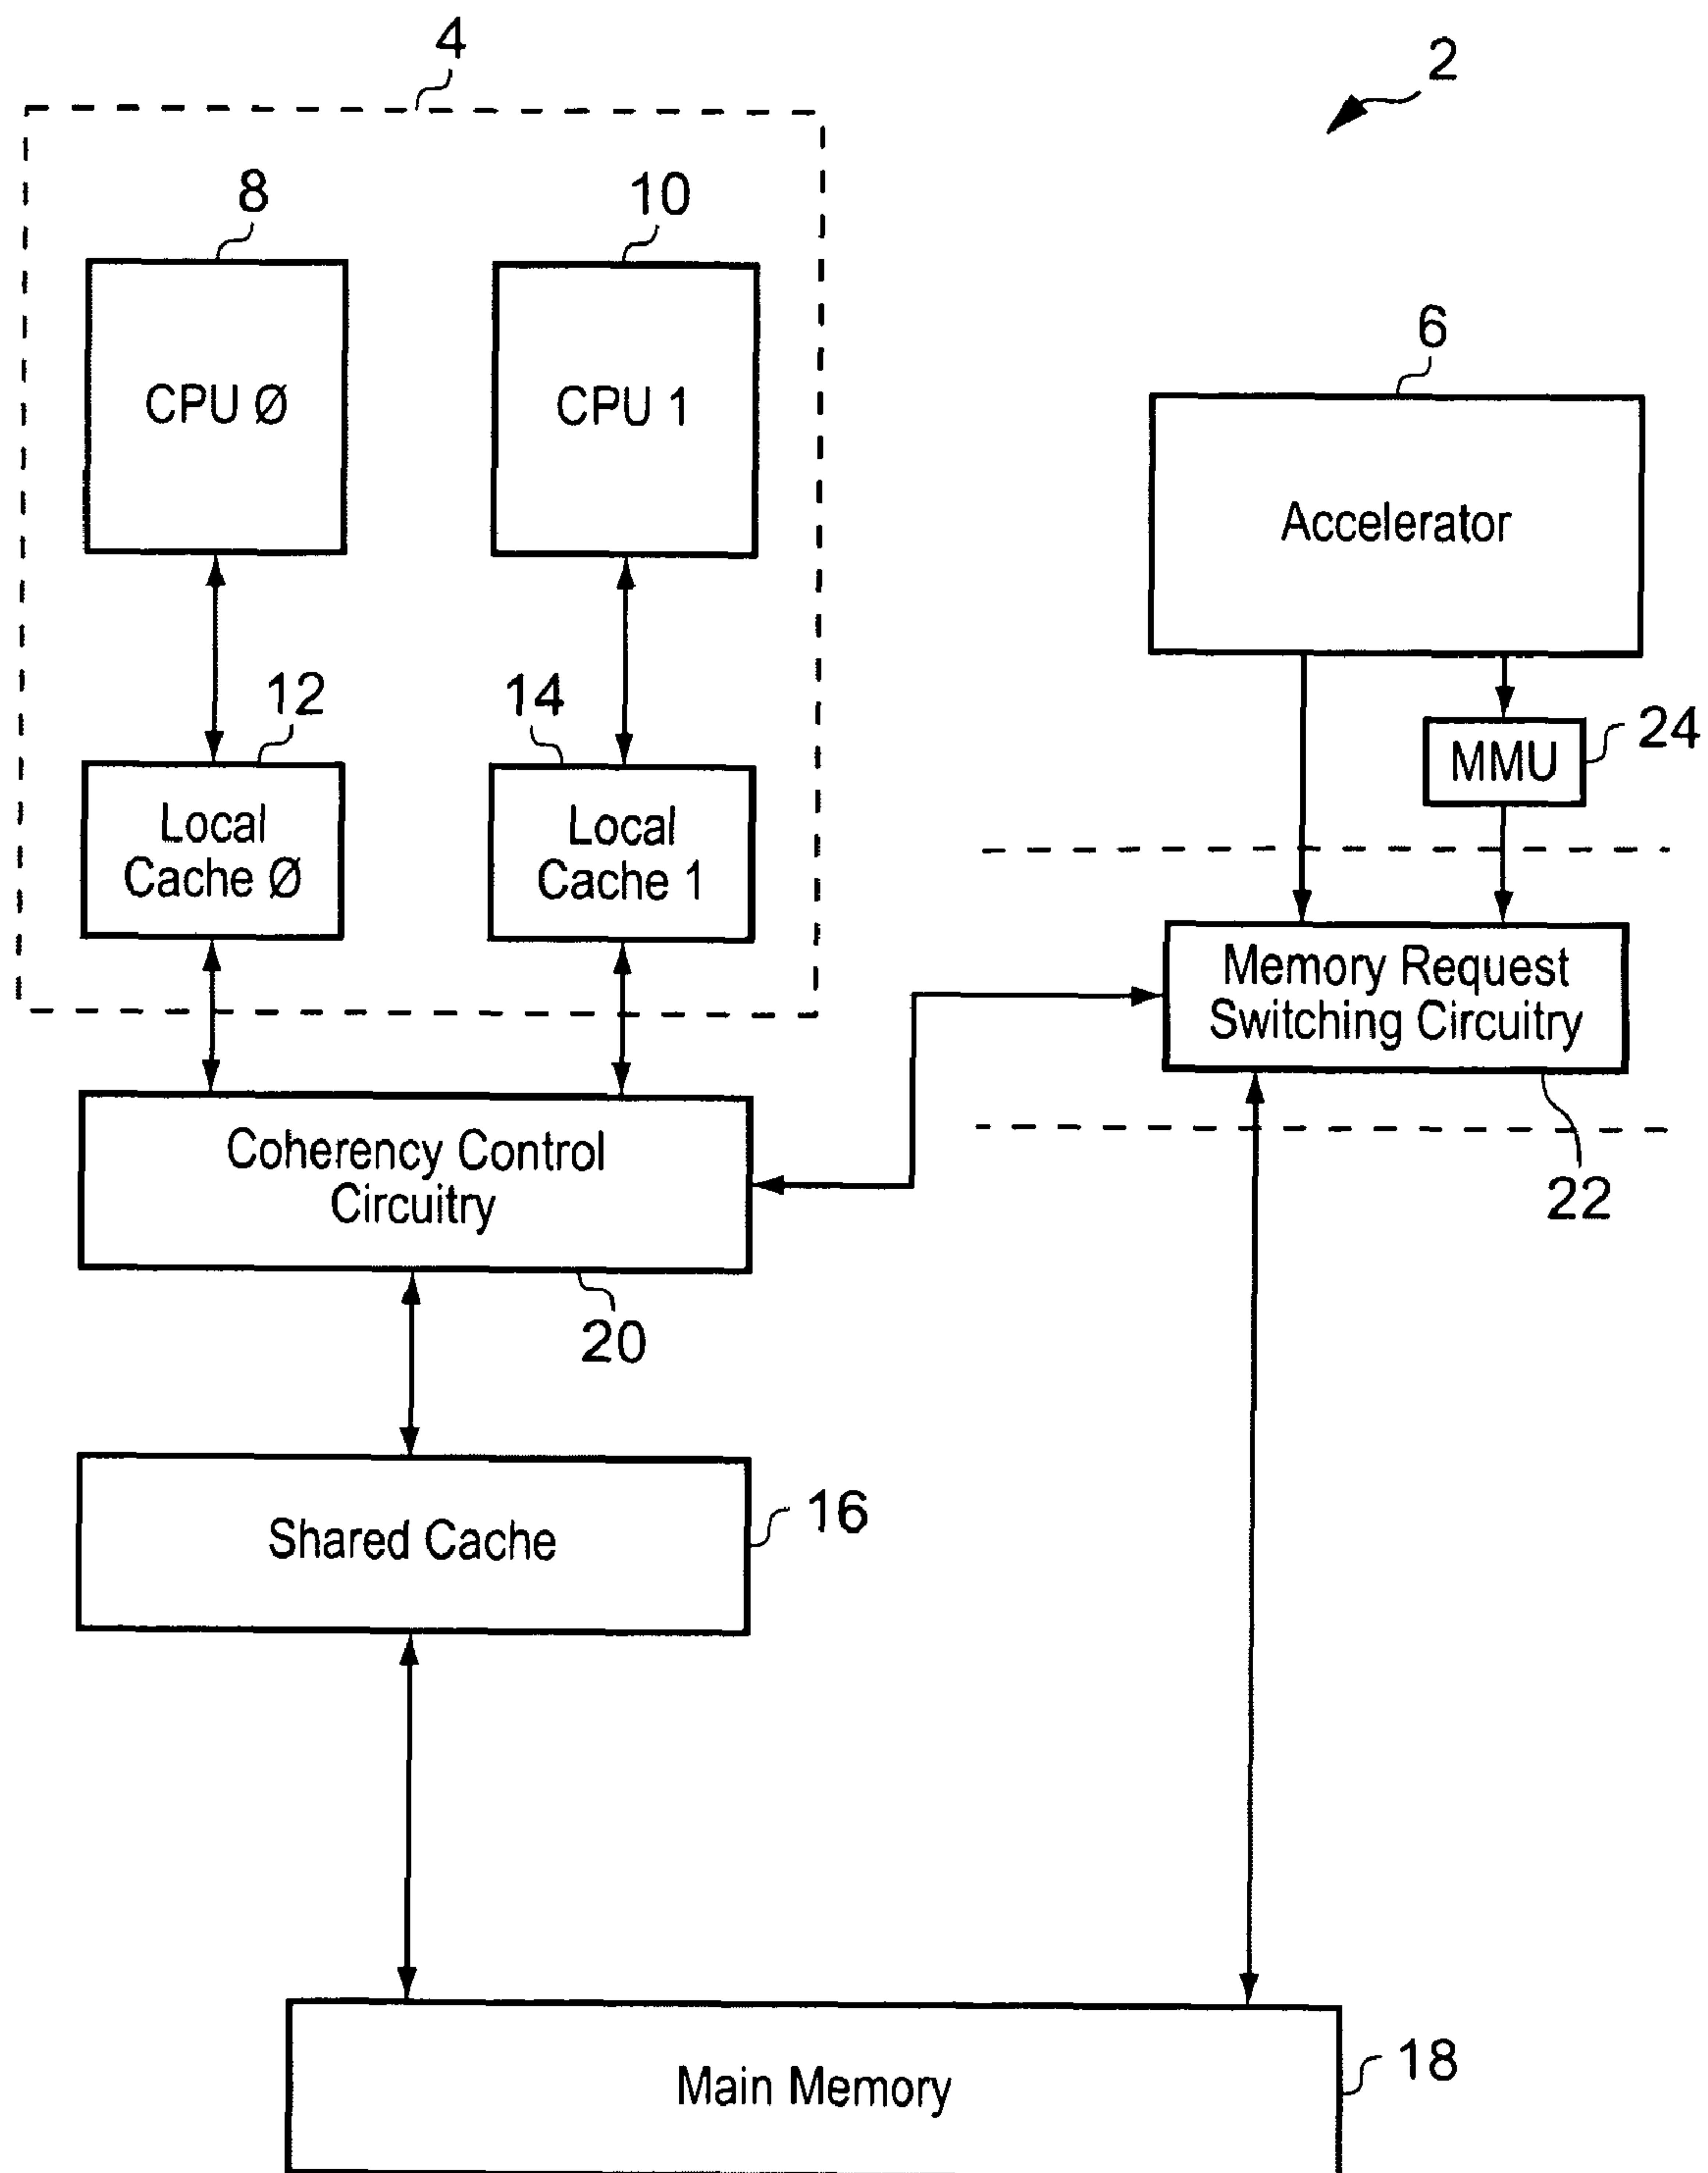 4
2
8
10
CPU Ø
CPU 1
6
Accelerator
12
14
24
MMU
Local
Cache Ø
Local
Cache 1
Memory Request
Switching Circuitry
22
Coherency Control
Circuitry
20
Shared Cache
16
Main Memory
18